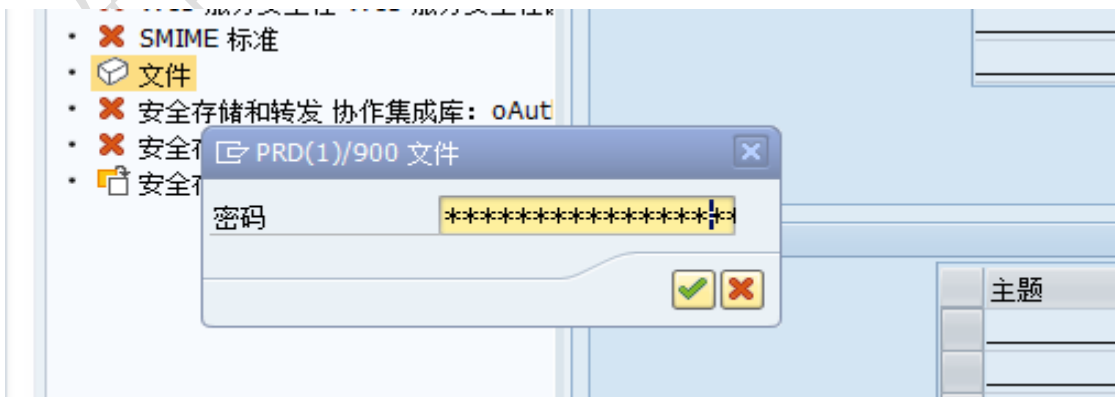 SMIME 标准
文件
安全存储和转发 协作集成库：oAut
安全
PRD(1)/900 文件
安全
密码
*****************
主题